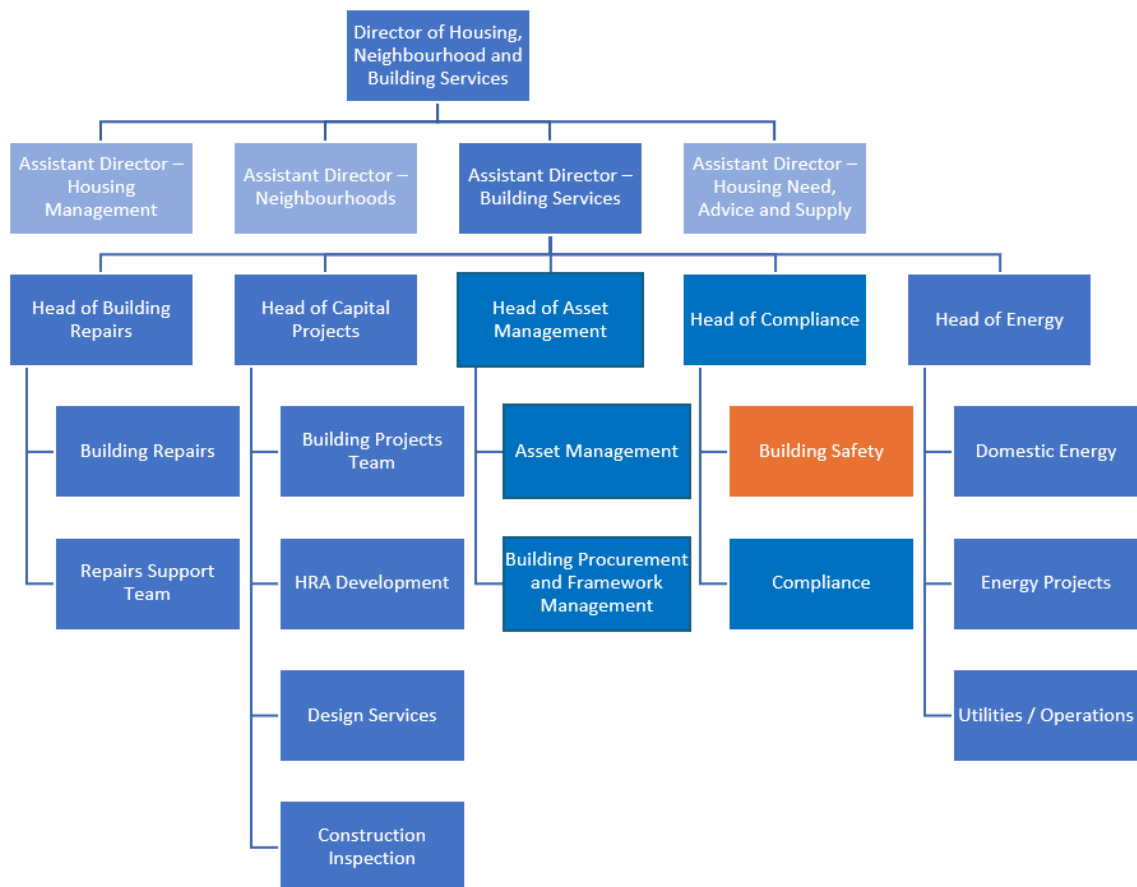 Director of Housing,
Neighbourhood and
Building Services
Assistant Director –
Housing
Management
Assistant Director –
Neighbourhoods
Assistant Director –
Building Services
Assistant Director –
Housing Need,
Advice and Supply
Head of Building
Repairs
Head of Capital
Projects
Head of Asset
Management
Head of Compliance
Head of Energy
Building Repairs
Building Projects
Team
Asset Management
Building Safety
Domestic Energy
Repairs Support
Team
HRA Development
Building Procurement
and Framework
Management
Compliance
Energy Projects
Design Services
Utilities / Operations
Construction
Inspection